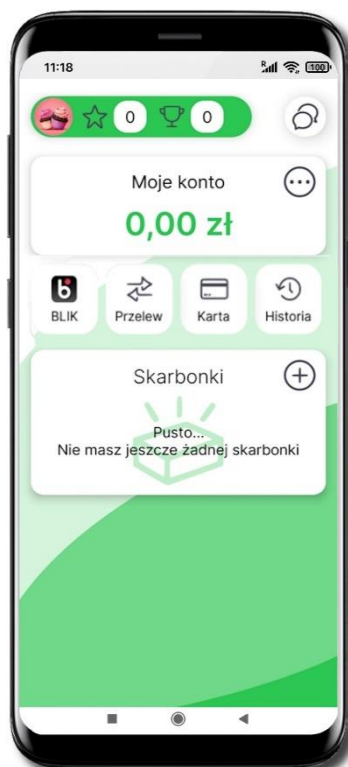 11:18
R
100
0
0
Moje konto
0,00 zł
BLIK
Przelew
Karta
Historia
Skarbonki
Pusto...
Nie masz jeszcze żadnej skarbonki